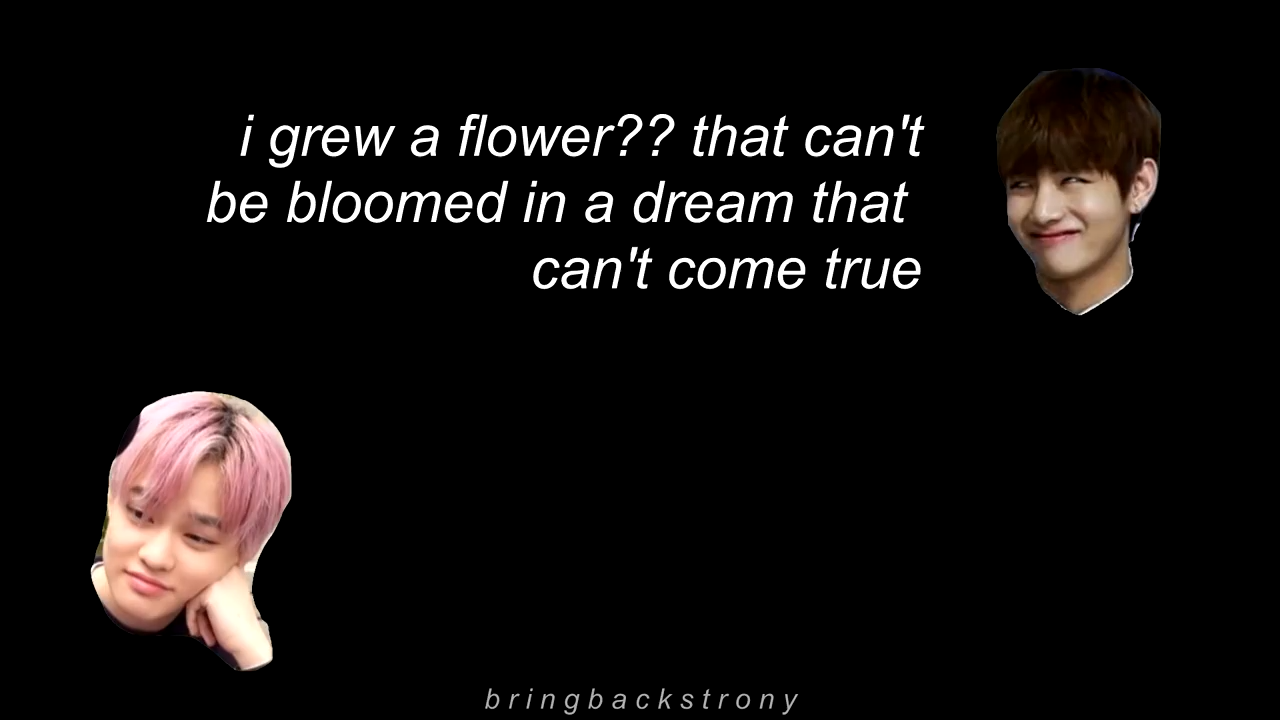 i grew a flower?? that can't
be bloomed in a dream that
can't come true
bringbackstrony